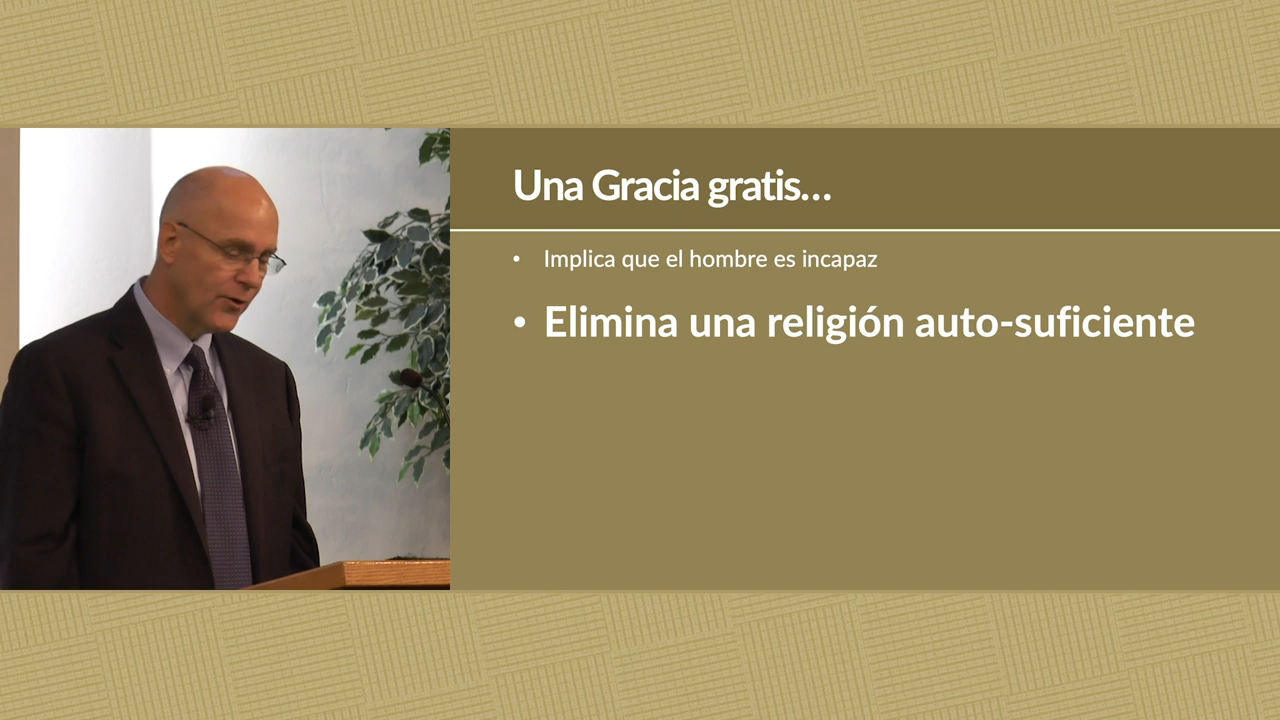 Una Gracia gratis...
• Implica que el hombre es incapaz
• Elimina una religión auto-suficiente